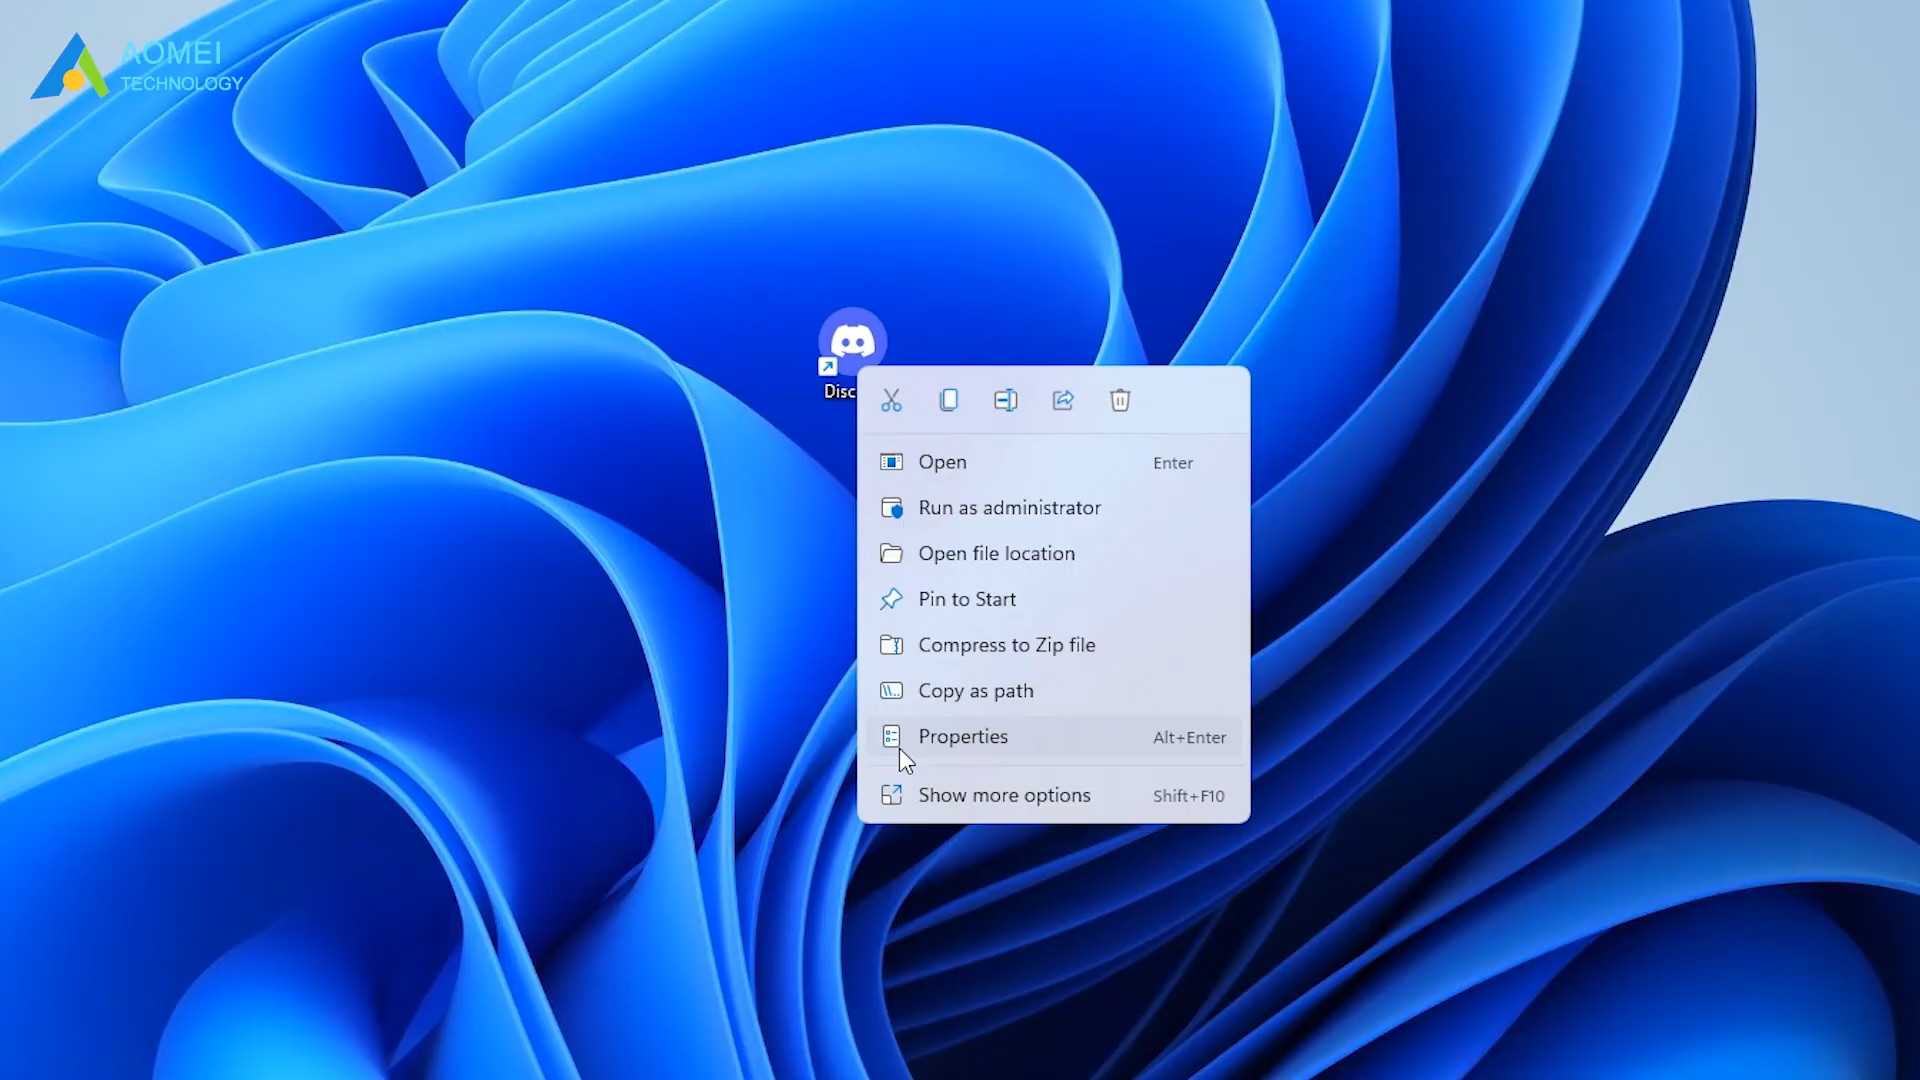 AOMEI
TECHNOLOGY
Disc
Open Enter
Run as administrator
Open file location
Pin to Start
Compress to Zip file
Copy as path
Properties Alt+Enter
Show more options Shift+F10